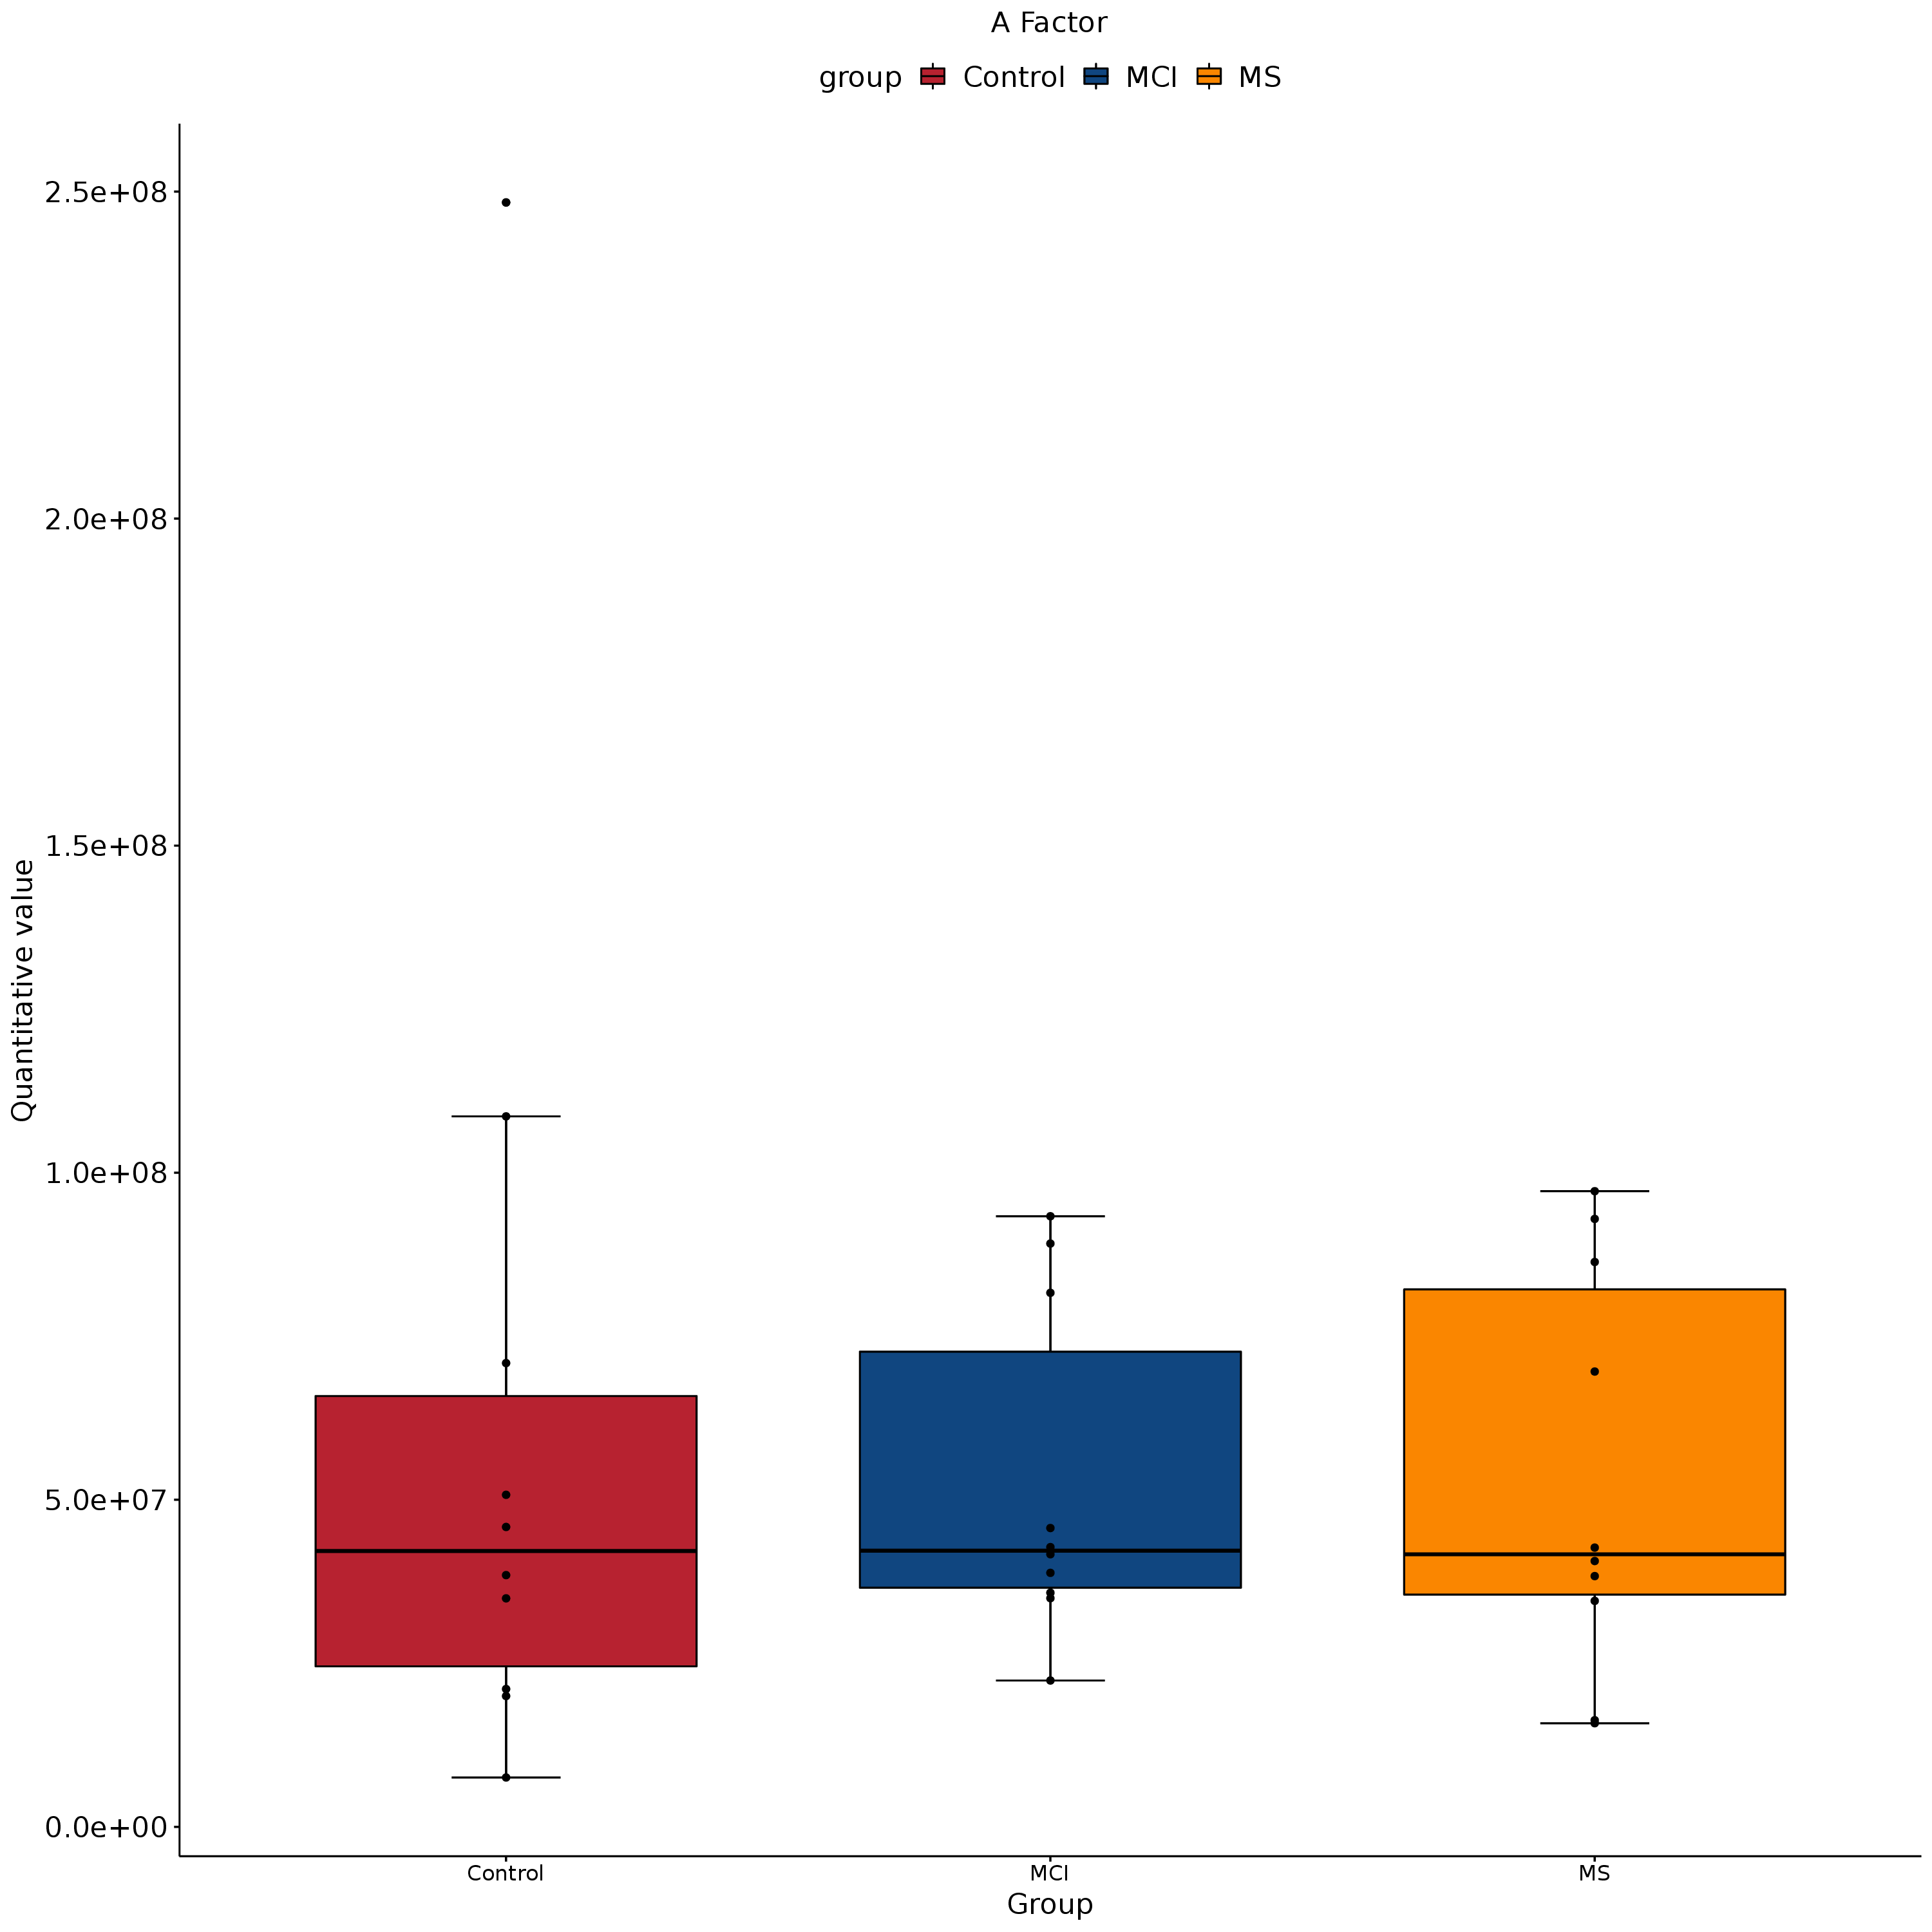 A Factor
group Control MCI MS
Quantitative value
2.5e+08
2.0e+08
1.5e+08
1.0e+08
5.0e+07
0.0e+00
Control MCI MS
Group